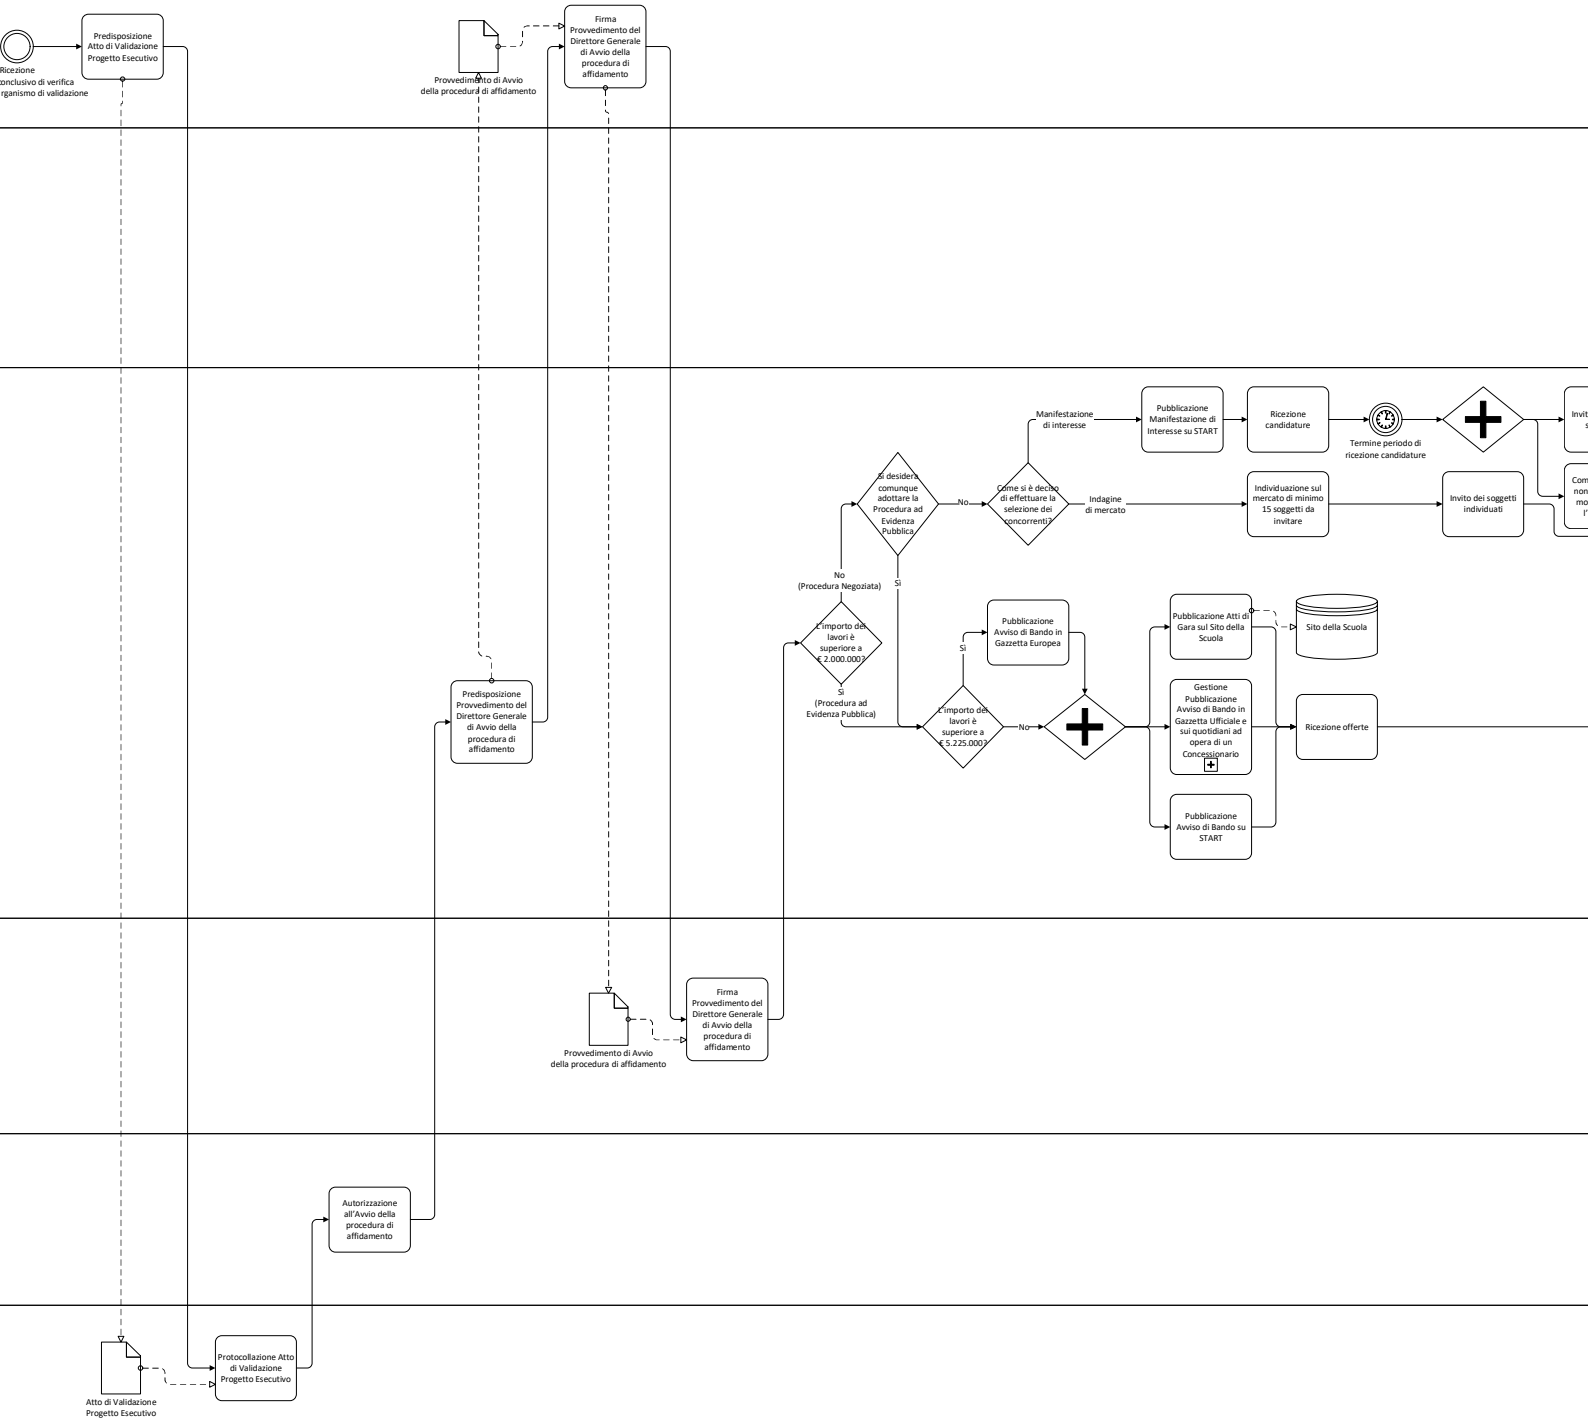 Ricezione
conclusivo di verifica
rganismo di validazione
Predisposizione
Atto di Validazione
Progetto Esecutivo
Provvedimento di Avvio
della procedura di affidamento
Firma
Provvedimento del
Direttore Generale
di Avvio della
procedura di
affidamento
Manifestazione
di interesse
Pubblicazione
Manifestazione di
Interesse su START
Ricezione
candidature
Termine periodo di
ricezione candidature
Invit
s
Si desidera
comunque
adottare la
Procedura ad
Evidenza
Pubblica
No
Come si è deciso
di effettuare la
selezione dei
concorrenti?
Indagine
di mercato
Individuazione sul
mercato di minimo
15 soggetti da
invitare
Invito dei soggetti
individuati
Com
non
mo
l'
No
(Procedura Negoziata)
Sì
L'importo dei
lavori è
superiore a
€ 2.000.000?
Sì
(Procedura ad
Evidenza Pubblica)
Sì
Pubblicazione
Avviso di Bando in
Gazzetta Europea
L'importo dei
lavori è
superiore a
€ 5.225.000?
No
Pubblicazione Atti di
Gara sul Sito della
Scuola
Sito della Scuola
Gestione
Pubblicazione
Avviso di Bando in
Gazzetta Ufficiale e
sui quotidiani ad
opera di un
Concessionario
Ricezione offerte
Pubblicazione
Avviso di Bando su
START
Predisposizione
Provvedimento del
Direttore Generale
di Avvio della
procedura di
affidamento
Provvedimento di Avvio
della procedura di affidamento
Firma
Provvedimento del
Direttore Generale
di Avvio della
procedura di
affidamento
Autorizzazione
all'Avvio della
procedura di
affidamento
Atto di Validazione
Progetto Esecutivo
Protocollazione Atto
di Validazione
Progetto Esecutivo